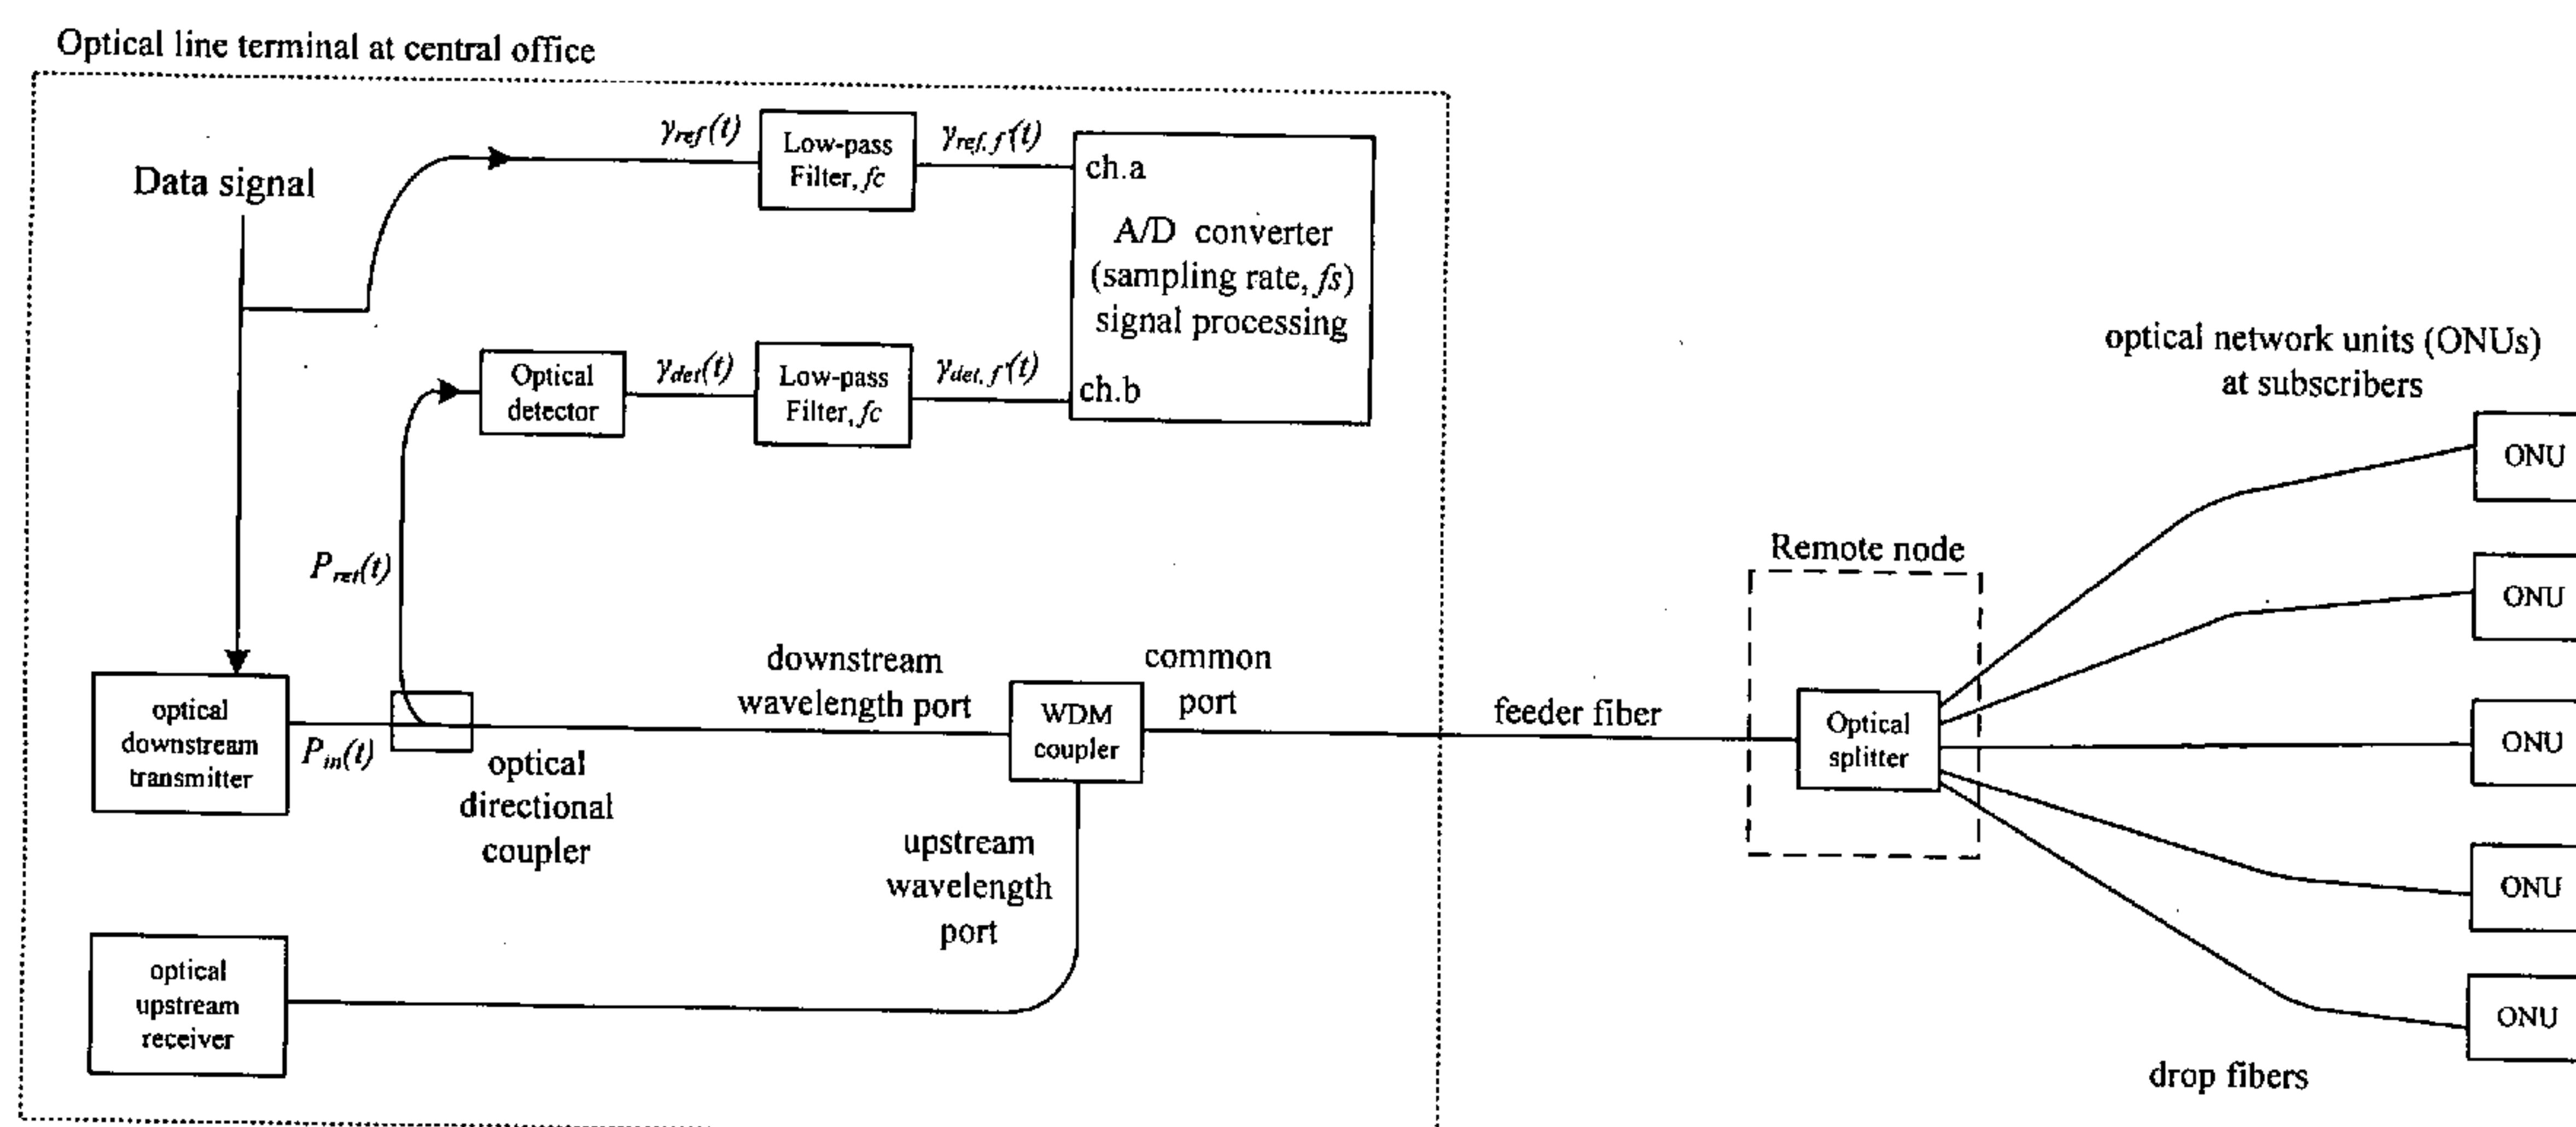 Optical line terminal at central office
Data signal
γref(t)
Low-pass
Filter, fc
γref, f(t)
ch.a
A/D converter
(sampling rate, fs)
signal processing
ch.b
Optical
detector
γdet(t)
Low-pass
Filter, fc
γdet, f(t)
Pret(t)
optical
downstream
transmitter
Pin(t)
optical
directional
coupler
downstream
wavelength port
WDM
coupler
common
port
upstream
wavelength
port
optical
upstream
receiver
feeder fiber
Remote node
Optical
splitter
optical network units (ONUs)
at subscribers
ONU
ONU
ONU
ONU
ONU
drop fibers